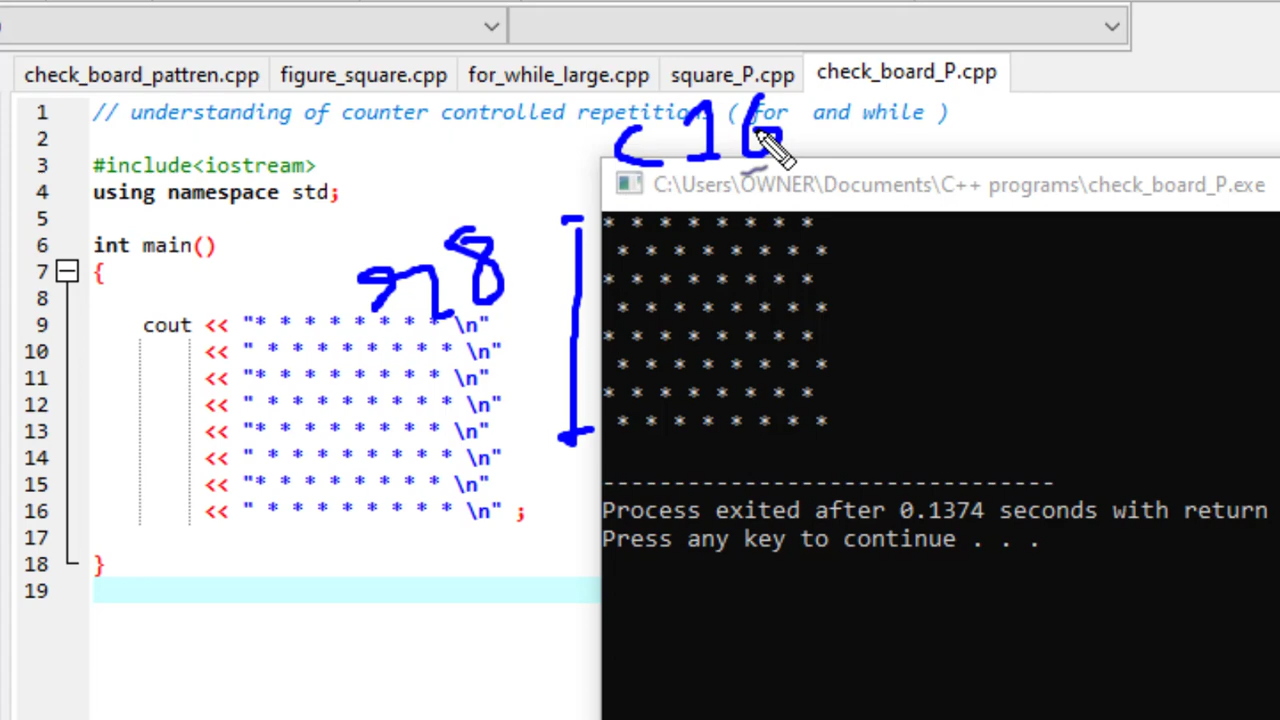 check_board_pattren.cpp figure_square.cpp for_while_large.cpp square_P.cpp check_board_P.cpp
1 // understanding of counter controlled repetitions ( for and while )
2
3 #include<iostream>
4 using namespace std;
5
6 int main()
7 {
8
9 cout << "* * * * * * * * \n"
10 << " * * * * * * * * \n"
11 << "* * * * * * * * \n"
12 << " * * * * * * * * \n"
13 << "* * * * * * * * \n"
14 << " * * * * * * * * \n"
15 << "* * * * * * * * \n"
16 << " * * * * * * * * \n" ;
17
18 }
19
8
c 16
C:\Users\OWNER\Documents\C++ programs\check_board_P.exe
* * * * * * * *
 * * * * * * * *
* * * * * * * *
 * * * * * * * *
* * * * * * * *
 * * * * * * * *
* * * * * * * *
 * * * * * * * *
--------------------------------
Process exited after 0.1374 seconds with return
Press any key to continue . . .